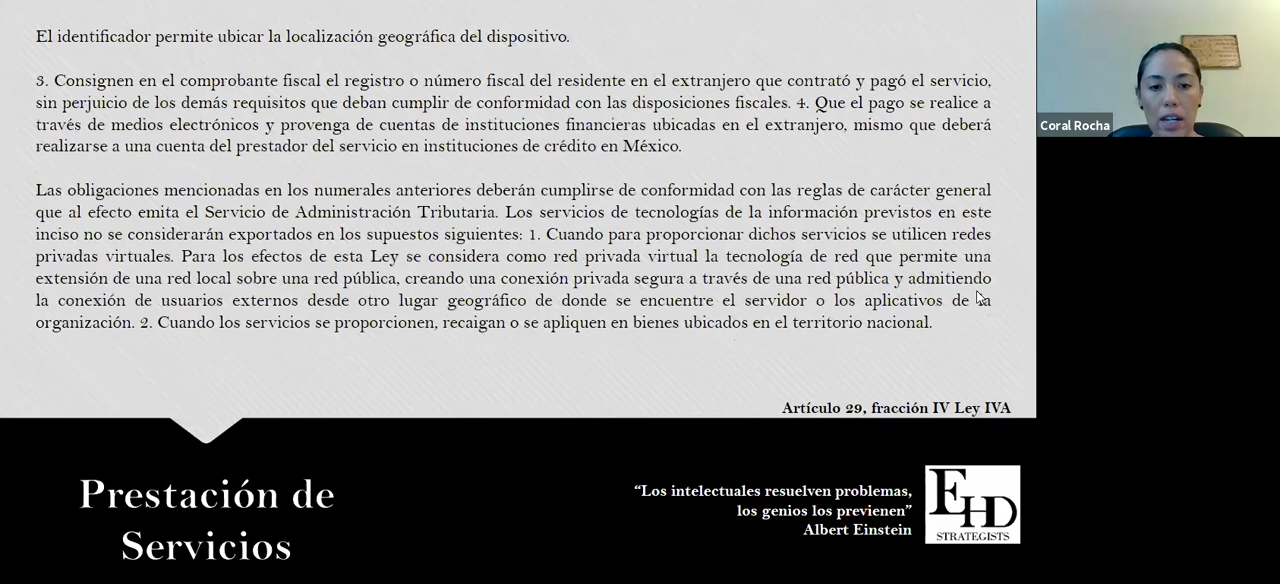 El identificador permite ubicar la localización geográfica del dispositivo.
3. Consignen en el comprobante fiscal el registro o número fiscal del residente en el extranjero que contrató y pagó el servicio,
sin perjuicio de los demás requisitos que deban cumplir de conformidad con las disposiciones fiscales. 4. Que el pago se realice a
través de medios electrónicos y provenga de cuentas de instituciones financieras ubicadas en el extranjero, mismo que deberá
realizarse a una cuenta del prestador del servicio en instituciones de crédito en México.
Las obligaciones mencionadas en los numerales anteriores deberán cumplirse de conformidad con las reglas de carácter general
que al efecto emita el Servicio de Administración Tributaria. Los servicios de tecnologías de la información previstos en este
inciso no se considerarán exportados en los supuestos siguientes: 1. Cuando para proporcionar dichos servicios se utilicen redes
privadas virtuales. Para los efectos de esta Ley se considera como red privada virtual la tecnología de red que permite una
extensión de una red local sobre una red pública, creando una conexión privada segura a través de una red pública y admitiendo
la conexión de usuarios externos desde otro lugar geográfico de donde se encuentre el servidor o los aplicativos de la
organización. 2. Cuando los servicios se proporcionen, recaigan o se apliquen en bienes ubicados en el territorio nacional.
Artículo 29, fracción IV Ley IVA
Prestación de
Servicios
“Los intelectuales resuelven problemas,
los genios los previenen”
Albert Einstein
EHD
STRATEGISTS
Coral Rocha